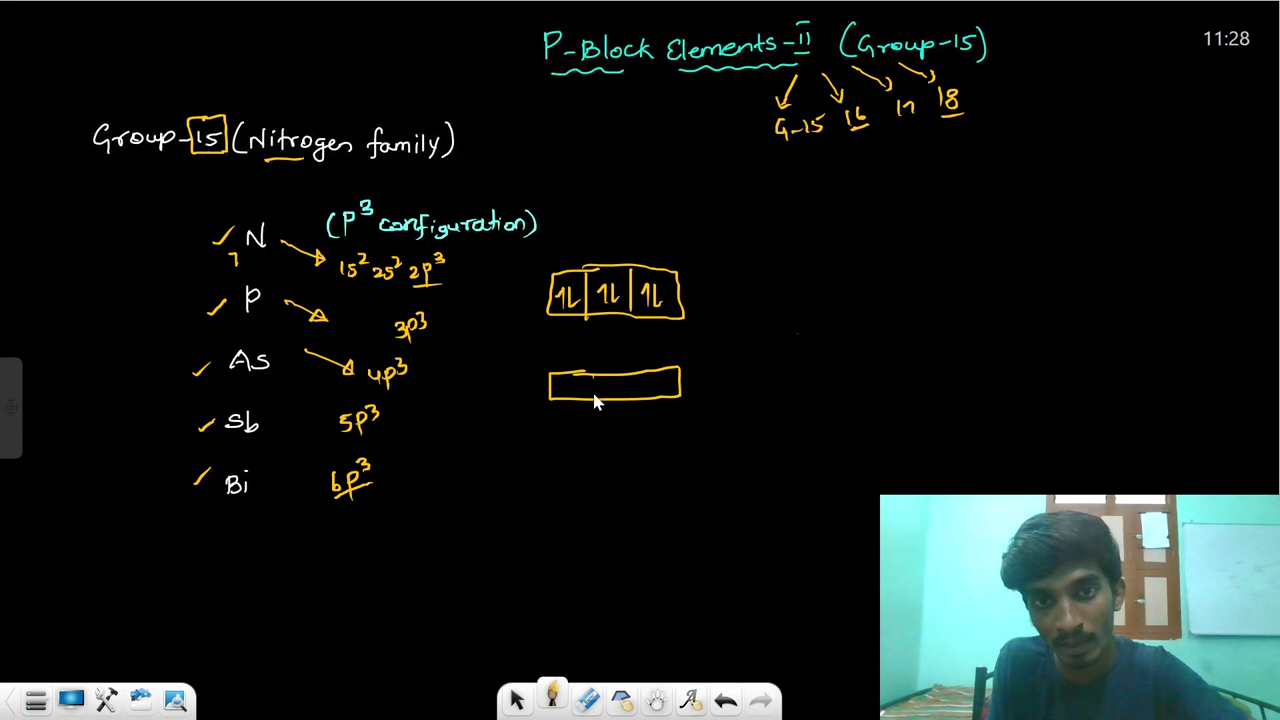 P-Block Elements-II (Group-15)
11:28
G-15 16 17 18
Group-15 (Nitrogen family)
(P³ configuration)
N
7
1s² 2s² 2p³
P
3p³
As
4p³
Sb
5p³
Bi
6p³